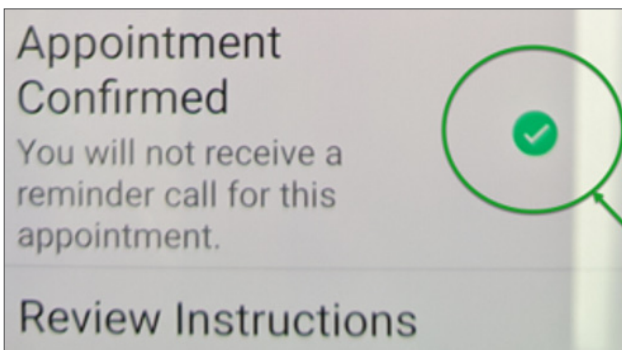 Appointment
Confirmed
You will not receive a
reminder call for this
appointment.
Review Instructions